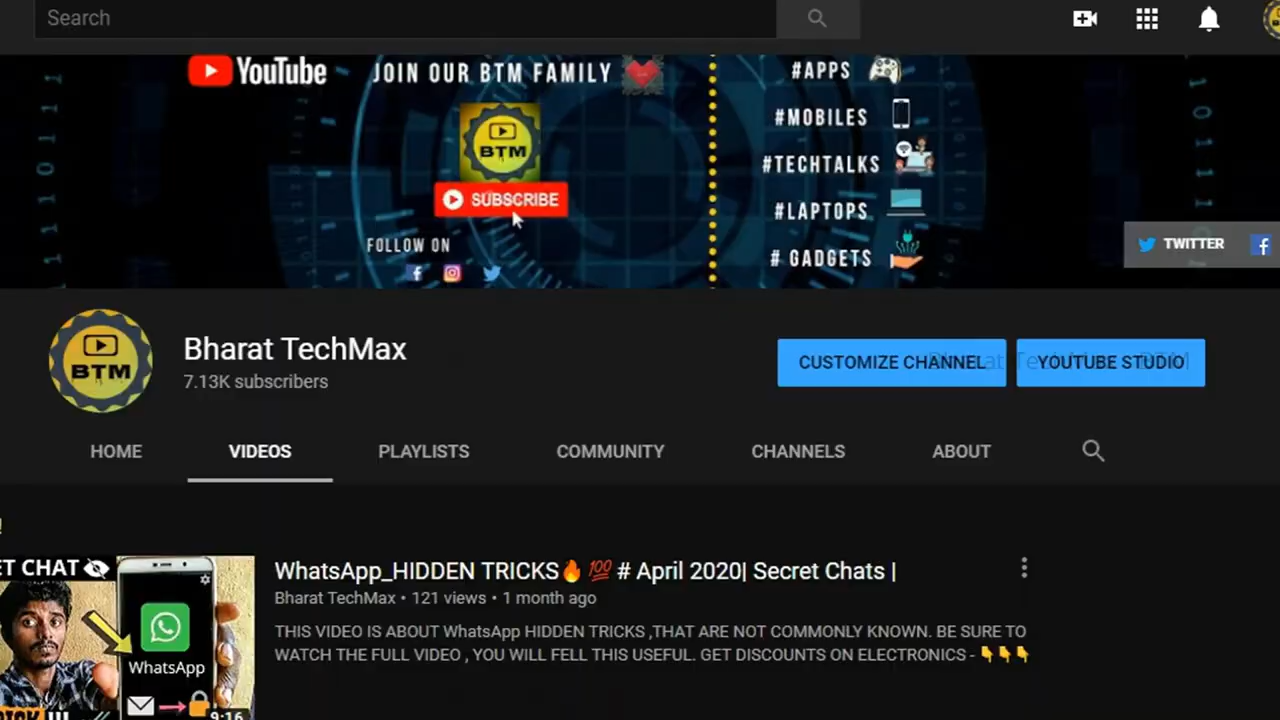 Search
YouTube
JOIN OUR BTM FAMILY
#APPS
#MOBILES
BTM
#TECHTALKS
SUBSCRIBE
#LAPTOPS
FOLLOW ON
TWITTER
# GADGETS
BTM
Bharat TechMax
7.13K subscribers
CUSTOMIZE CHANNEL
YOUTUBE STUDIO
HOME
VIDEOS
PLAYLISTS
COMMUNITY
CHANNELS
ABOUT
ET CHAT
WhatsApp
9:16
WhatsApp_HIDDEN TRICKS🔥💯 # April 2020| Secret Chats |
Bharat TechMax • 121 views • 1 month ago
THIS VIDEO IS ABOUT WhatsApp HIDDEN TRICKS ,THAT ARE NOT COMMONLY KNOWN. BE SURE TO
WATCH THE FULL VIDEO , YOU WILL FELL THIS USEFUL. GET DISCOUNTS ON ELECTRONICS - 👇👇👇